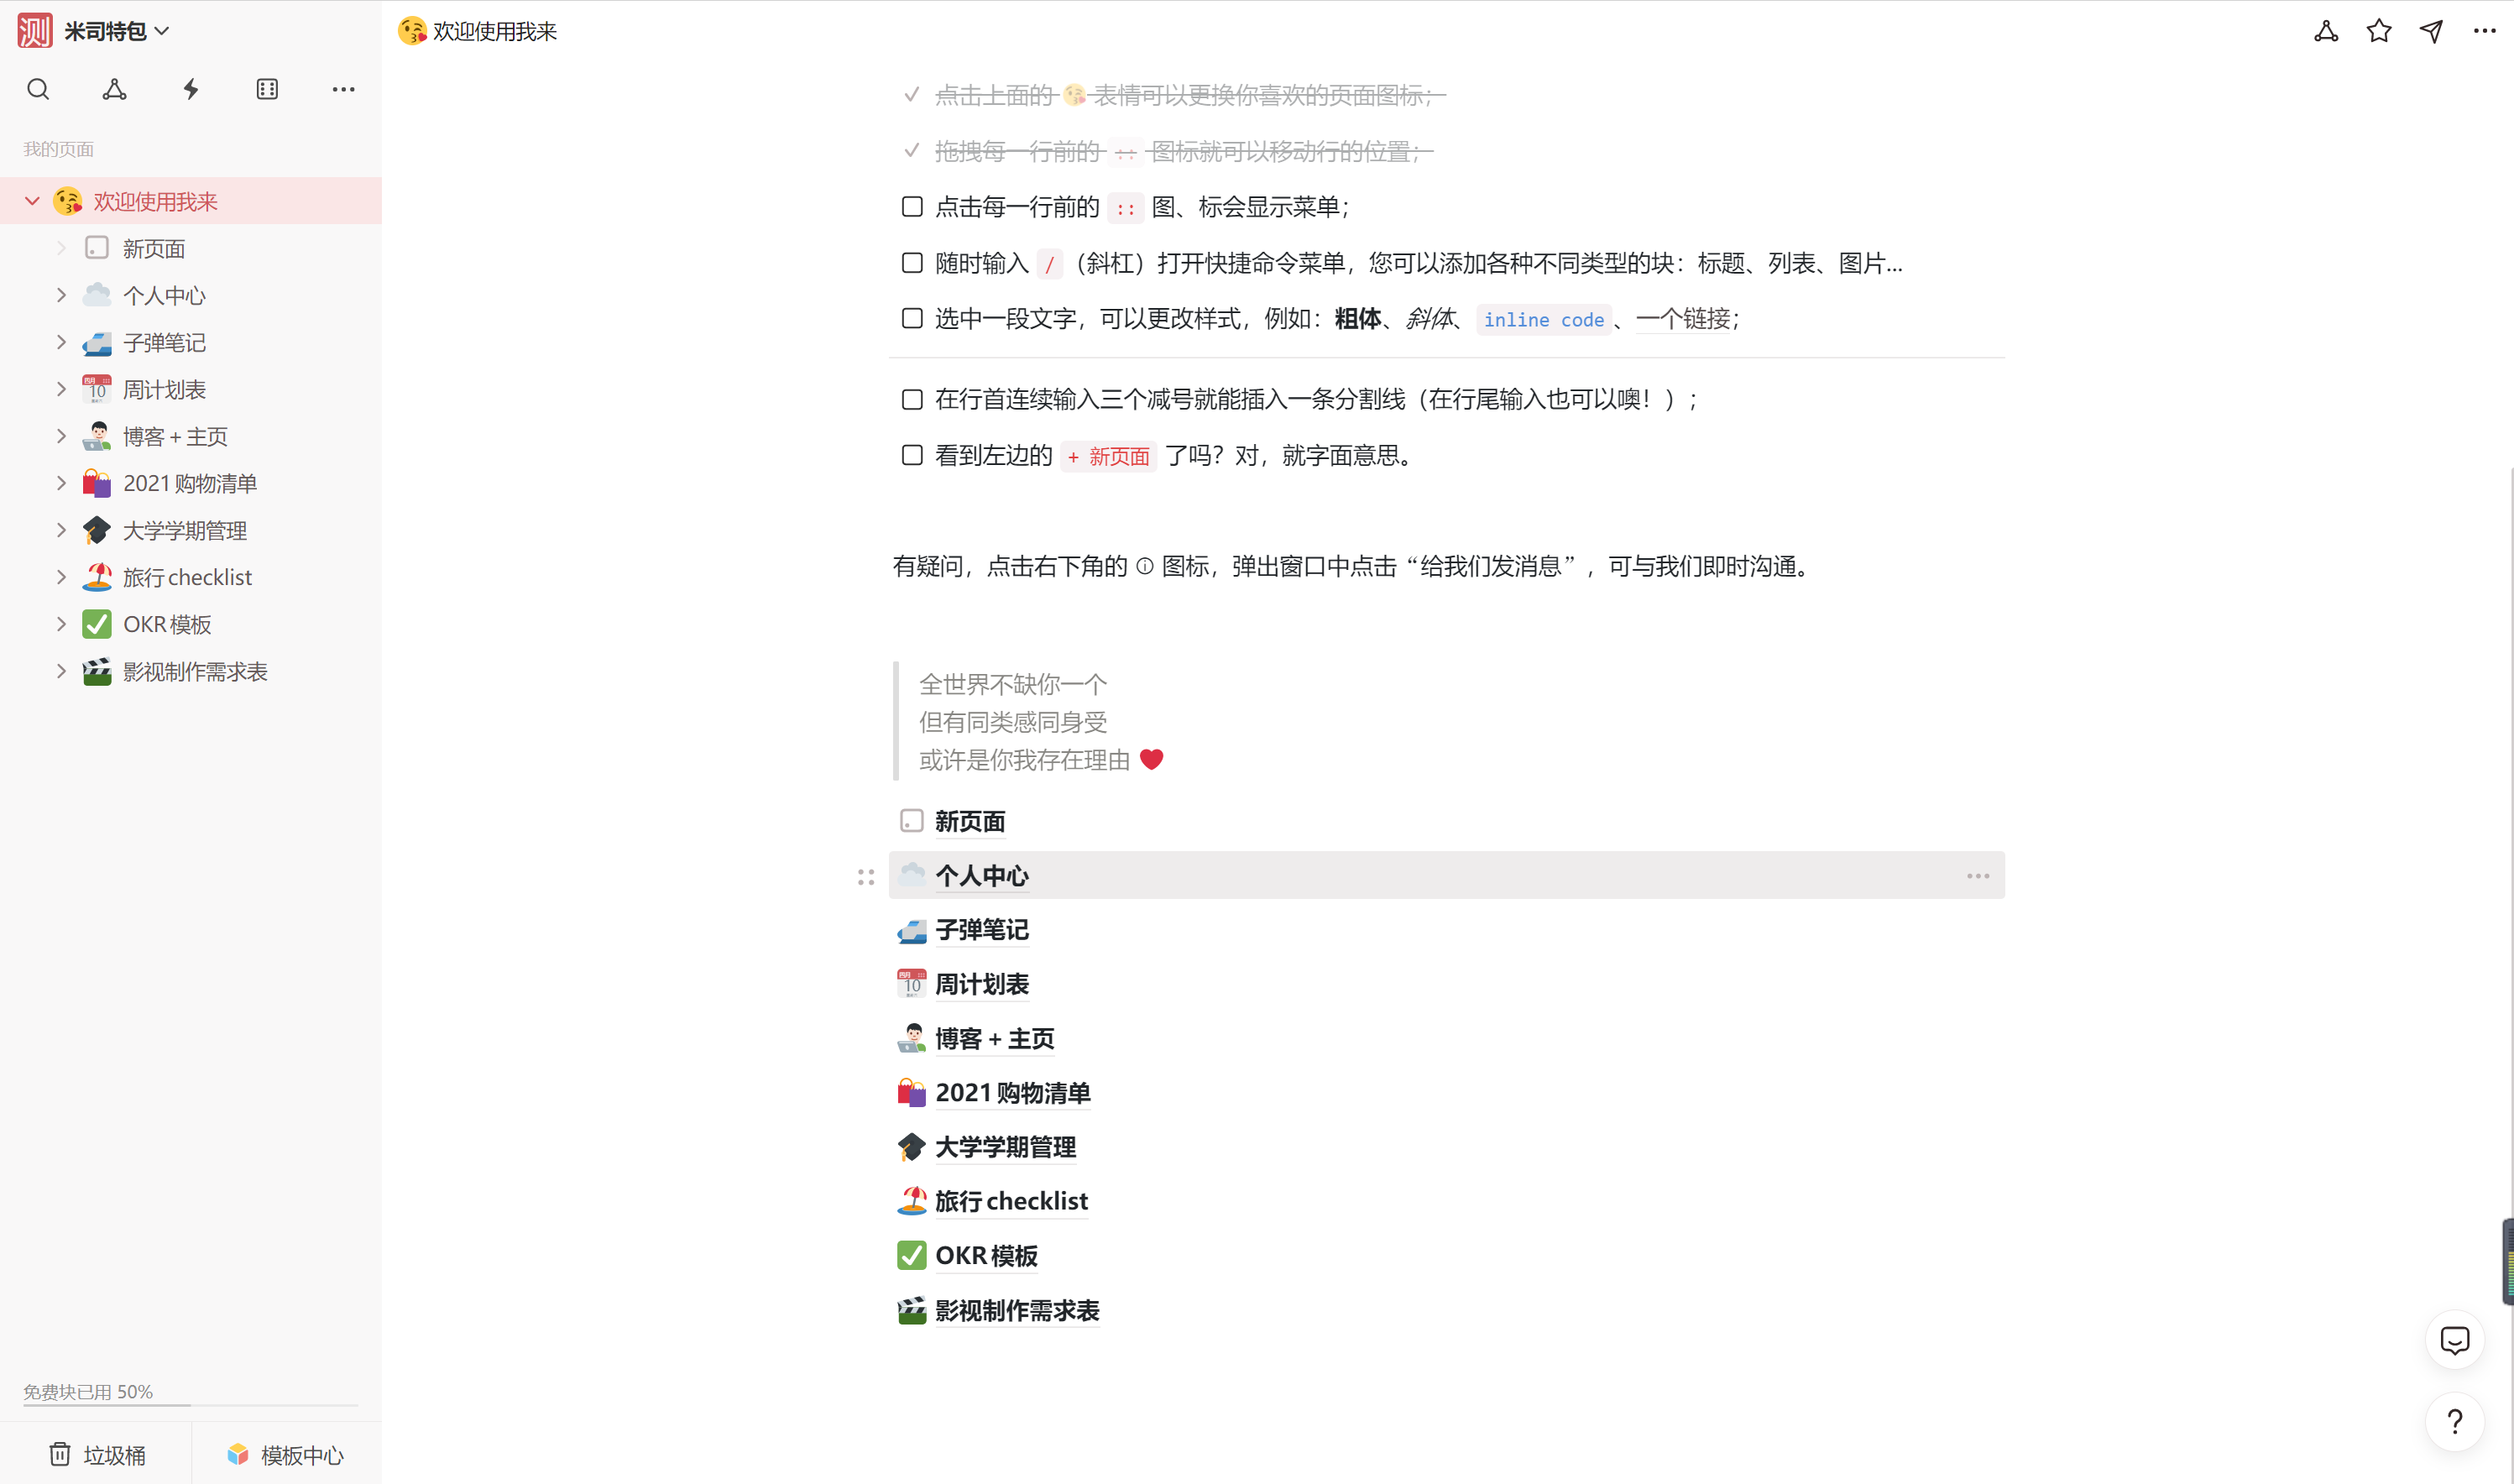 测 米司特包
我的页面
欢迎使用我来
新页面
个人中心
子弹笔记
周计划表
博客 + 主页
2021 购物清单
大学学期管理
旅行 checklist
OKR 模板
影视制作需求表
免费块已用 50%
垃圾桶
模板中心
欢迎使用我来
点击上面的 😘 表情可以更换你喜欢的页面图标；
拖拽每一行前的 :: 图标就可以移动行的位置；
点击每一行前的 :: 图、标会显示菜单；
随时输入 / （斜杠）打开快捷命令菜单，您可以添加各种不同类型的块：标题、列表、图片...
选中一段文字，可以更改样式，例如：粗体、斜体、 inline code 、一个链接；
在行首连续输入三个减号就能插入一条分割线（在行尾输入也可以噢！）；
看到左边的 + 新页面 了吗？对，就字面意思。
有疑问，点击右下角的 ⓘ 图标，弹出窗口中点击“给我们发消息”，可与我们即时沟通。
全世界不缺你一个
但有同类感同身受
或许是你我存在理由 ❤
新页面
个人中心
子弹笔记
周计划表
博客 + 主页
2021 购物清单
大学学期管理
旅行 checklist
OKR 模板
影视制作需求表